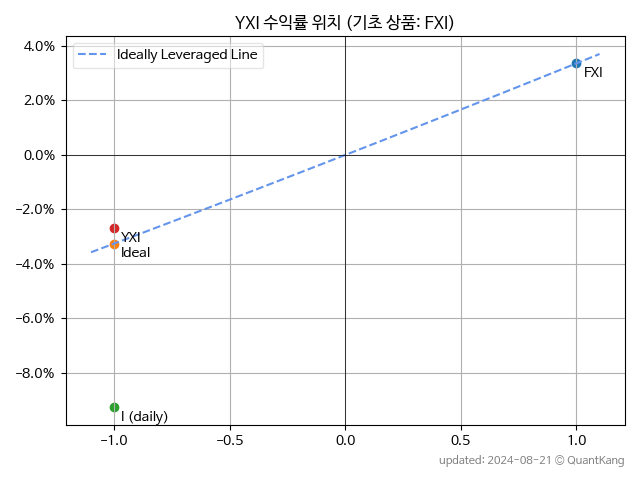 YXI 수익률 위치 (기초 상품: FXI)
4.0%
2.0%
0.0%
-2.0%
-4.0%
-6.0%
-8.0%
Ideally Leveraged Line
FXI
YXI
Ideal
I (daily)
-1.0
-0.5
0.0
0.5
1.0
updated: 2024-08-21 © QuantKang